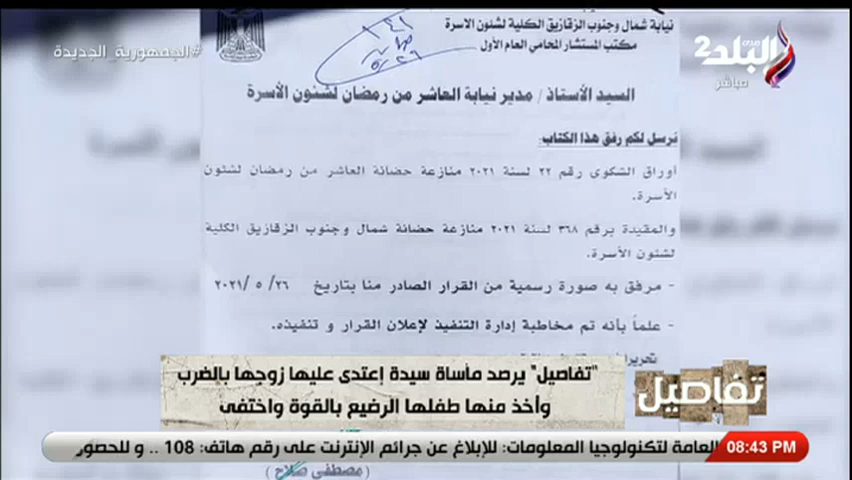 نيابة شمال وجنوب الزقازيق الكلية لشئون الأسرة
مكتب المستشار المحامي العام الأول
#الجمهورية_الجديدة
صدى البلد 2
مباشر
السيد الأستاذ / مدير نيابة العاشر من رمضان لشئون الأسرة
نرسل لكم رفق هذا الكتاب:
أوراق الشكوى رقم ٢٢ لسنة ٢٠٢١ منازعة حضانة العاشر من رمضان لشئون
الأسرة.
والمقيدة برقم ٣٦٨ لسنة ٢٠٢١ منازعة حضانة شمال وجنوب الزقازيق الكلية
لشئون الأسرة.
- مرفق به صورة رسمية من القرار الصادر منا بتاريخ ٢٦/ ٥ /٢٠٢١
- علماً بأنه تم مخاطبة إدارة التنفيذ لإعلان القرار و تنفيذه.
"تفاصيل" يرصد مأساة سيدة إعتدى عليها زوجها بالضرب
وأخذ منها طفلها الرضيع بالقوة واختفى
تفاصيل
العامة لتكنولوجيا المعلومات: للإبلاغ عن جرائم الإنترنت على رقم هاتف: 108 .. و للحصول
08:43 PM
(مصطفى صلاح)